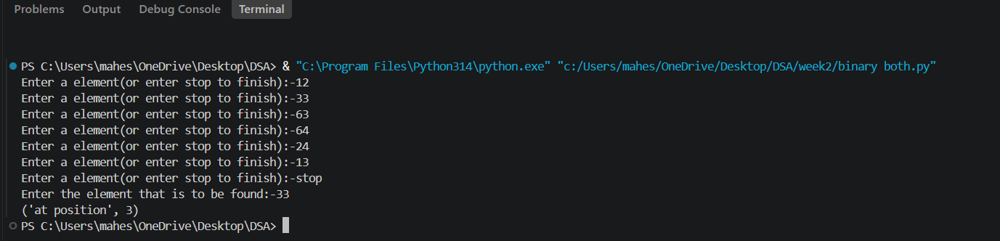 Problems Output Debug Console Terminal
PS C:\Users\mahes\OneDrive\Desktop\DSA> & "C:\Program Files\Python314\python.exe" "c:/Users/mahes/OneDrive/Desktop/DSA/week2/binary both.py"
Enter a element(or enter stop to finish):-12
Enter a element(or enter stop to finish):-33
Enter a element(or enter stop to finish):-63
Enter a element(or enter stop to finish):-64
Enter a element(or enter stop to finish):-24
Enter a element(or enter stop to finish):-13
Enter a element(or enter stop to finish):-stop
Enter the element that is to be found:-33
('at position', 3)
PS C:\Users\mahes\OneDrive\Desktop\DSA>